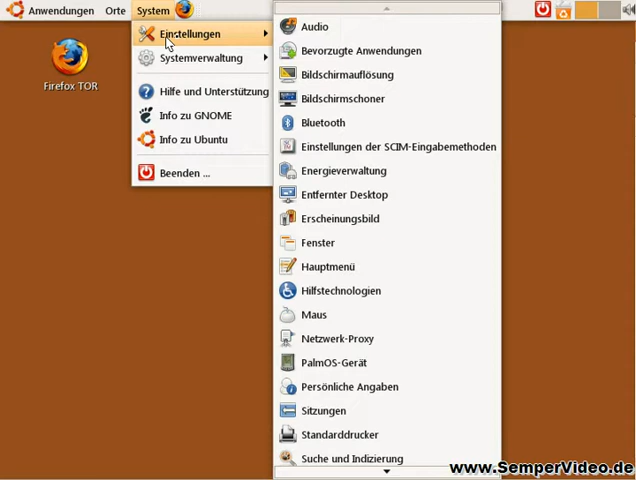 Anwendungen Orte System
Firefox TOR
Einstellungen
Systemverwaltung
Hilfe und Unterstützung
Info zu GNOME
Info zu Ubuntu
Beenden ...
Audio
Bevorzugte Anwendungen
Bildschirmauflösung
Bildschirmschoner
Bluetooth
Einstellungen der SCIM-Eingabemethoden
Energieverwaltung
Entfernter Desktop
Erscheinungsbild
Fenster
Hauptmenü
Hilfstechnologien
Maus
Netzwerk-Proxy
PalmOS-Gerät
Persönliche Angaben
Sitzungen
Standarddrucker
Suche und Indizierung
www.SemperVideo.de